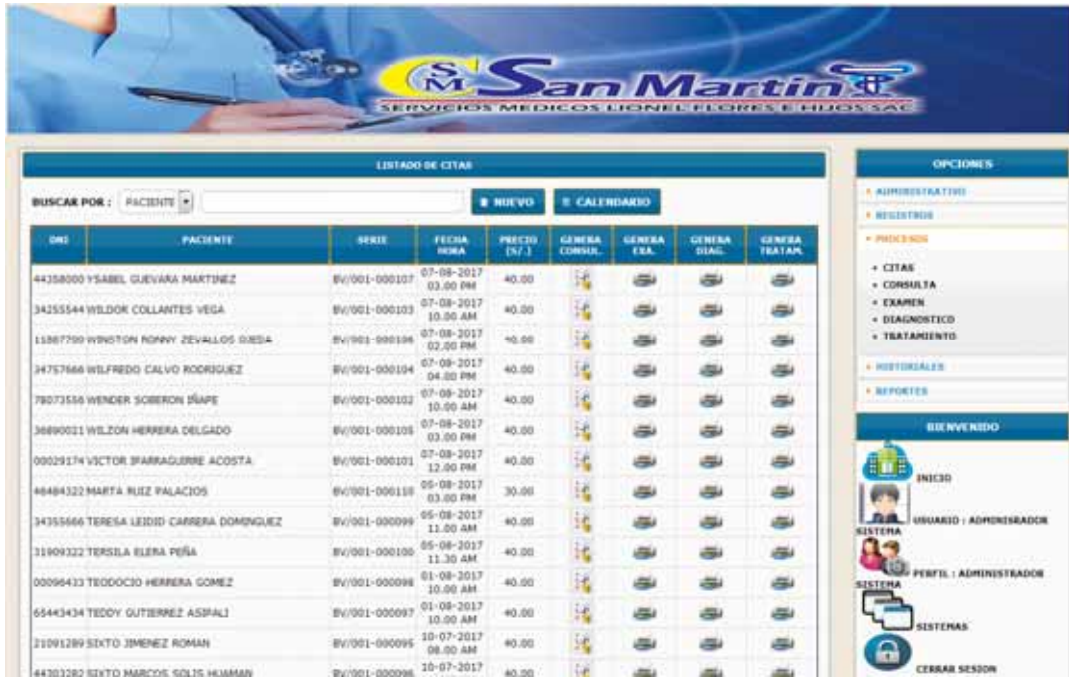 SM San Martin
SERVICIOS MEDICOS LIONEL FLORES E HIJOS SAC
LISTADO DE CITAS
BUSCAR POR : PACIENTE NUEVO CALENDARIO
DNI PACIENTE SERIE FECHA HORA PRECIO (S/.) GENERA CONSUL. GENERA EXA. GENERA DIAG. GENERA TRATAM.
44358000 YSABEL GUEVARA MARTINEZ BV/001-000107 07-08-2017 03.00 PM 40.00
34255544 WILDOR COLLANTES VEGA BV/001-000103 07-08-2017 10.00 AM 40.00
11887799 WINSTON RONNY ZEVALLOS OJEDA BV/001-000106 07-08-2017 02.00 PM 40.00
34757666 WILFREDO CALVO RODRIGUEZ BV/001-000104 07-08-2017 04.00 PM 40.00
78073556 WENDER SOBERON IÑAPE BV/001-000102 07-08-2017 10.00 AM 40.00
36890021 WILZON HERRERA DELGADO BV/001-000105 07-08-2017 03.00 PM 40.00
00029174 VICTOR IPARRAGUIRRE ACOSTA BV/001-000101 07-08-2017 12.00 PM 40.00
46484322 MARTA RUIZ PALACIOS BV/001-000110 05-08-2017 03.00 PM 30.00
34355666 TERESA LEIDID CARRERA DOMINGUEZ BV/001-000099 05-08-2017 11.00 AM 40.00
31909322 TERSILA ELERA PEÑA BV/001-000100 05-08-2017 11.30 AM 40.00
00096433 TEODOCIO HERRERA GOMEZ BV/001-000098 01-08-2017 10.00 AM 40.00
65443434 TEDDY GUTIERREZ ASIPALI BV/001-000097 01-08-2017 10.00 AM 40.00
21091289 SIXTO JIMENEZ ROMAN BV/001-000095 10-07-2017 08.00 AM 40.00
44303282 SIXTO MARCOS SOLIS HUAMAN BV/001-000096 10-07-2017 40.00
OPCIONES
ADMINISTRATIVO
REGISTROS
PROCESOS
CITAS
CONSULTA
EXAMEN
DIAGNOSTICO
TRATAMIENTO
HISTORIALES
REPORTES
BIENVENIDO
INICIO
USUARIO : ADMINISRADOR
SISTEMA
PERFIL : ADMINISTRADOR
SISTEMA
SISTEMAS
CERRAR SESION